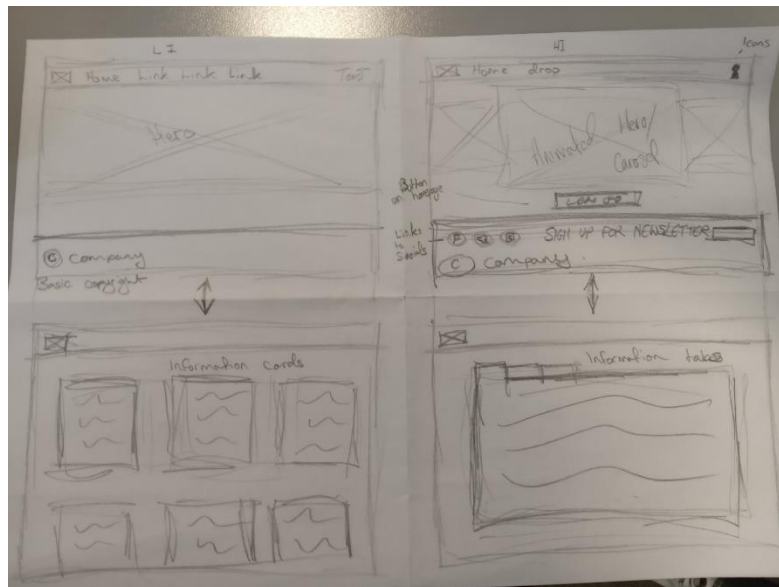 LI
Home Link Link Link Text
Hero
© Company
Basic copyright
Information cards
HI
Icons
Home drop
Animated Hero/
Carosel
Button
on homepage
Links
to
Socials
SIGN UP FOR NEWSLETTER
© Company.
Information tabs